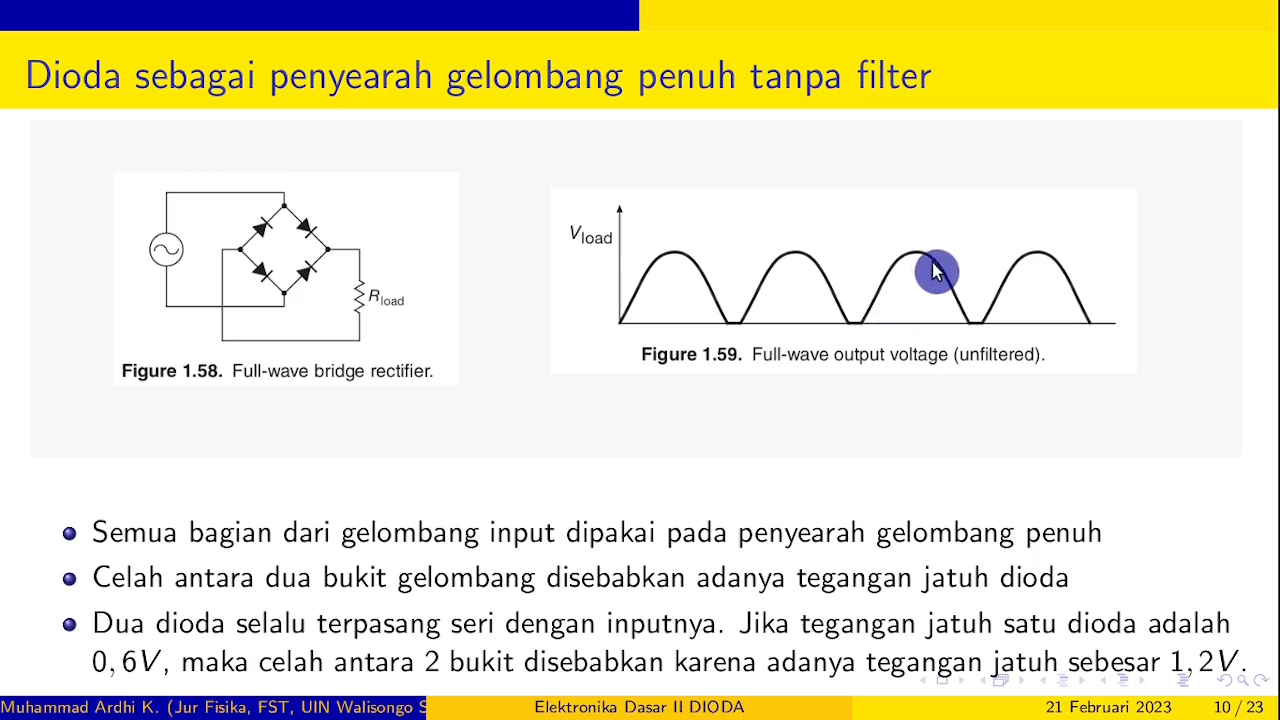 Dioda sebagai penyearah gelombang penuh tanpa filter
Rload
Figure 1.58. Full-wave bridge rectifier.
Vload
Figure 1.59. Full-wave output voltage (unfiltered).
Semua bagian dari gelombang input dipakai pada penyearah gelombang penuh
Celah antara dua bukit gelombang disebabkan adanya tegangan jatuh dioda
Dua dioda selalu terpasang seri dengan inputnya. Jika tegangan jatuh satu dioda adalah
0, 6V, maka celah antara 2 bukit disebabkan karena adanya tegangan jatuh sebesar 1, 2V.
Muhammad Ardhi K. (Jur Fisika, FST, UIN Walisongo S
Elektronika Dasar II DIODA
21 Februari 2023
10 / 23